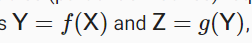 s Y = f(X) and Z = g(Y),